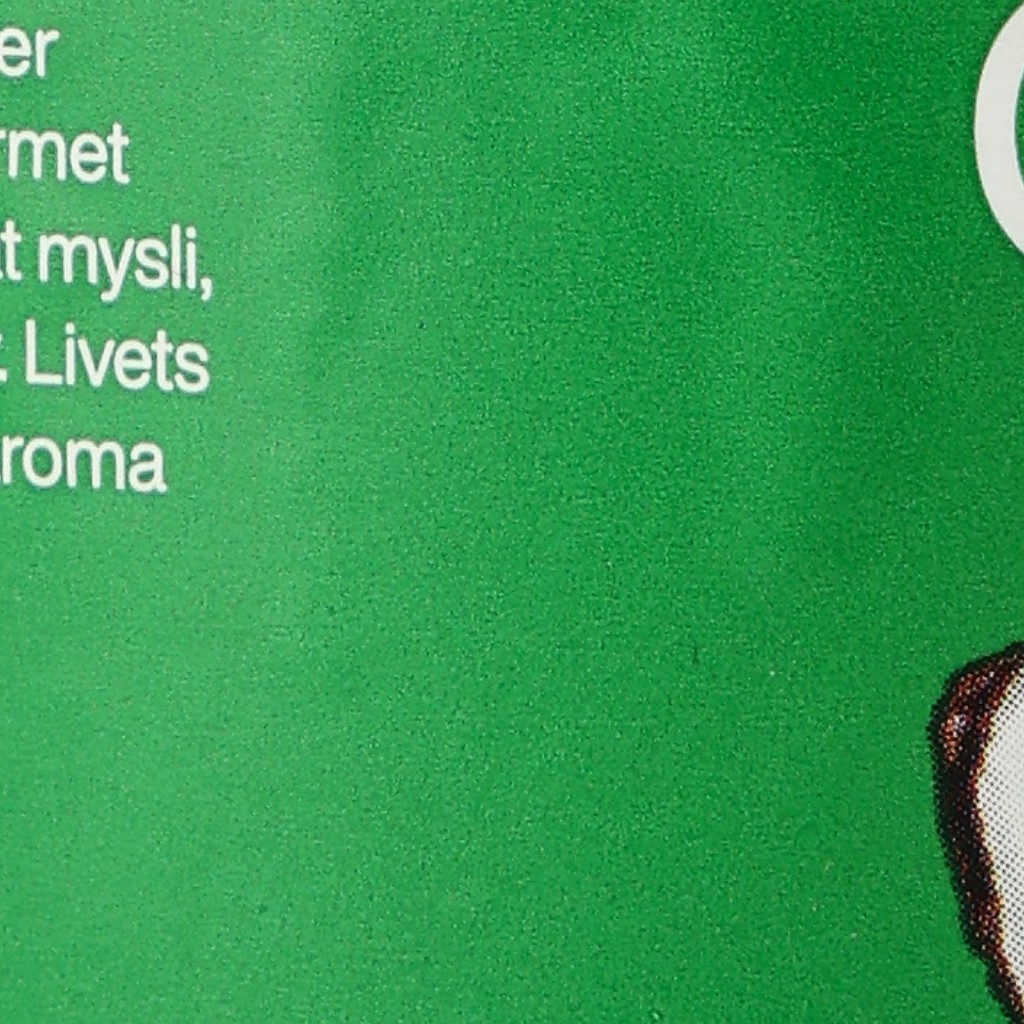 er
rmet
t mysli,
. Livets
roma